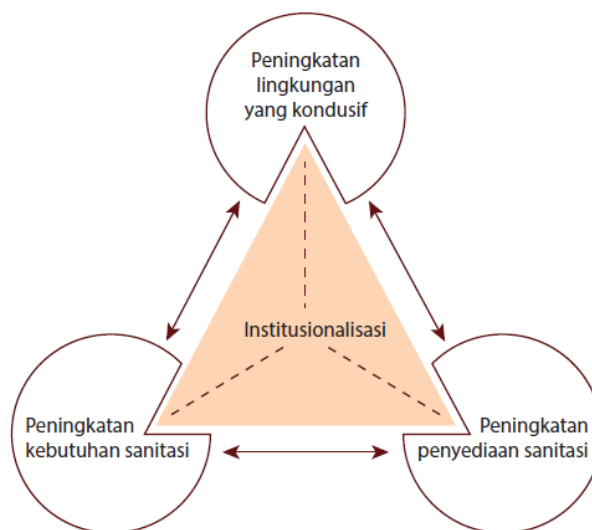 Peningkatan
lingkungan
yang kondusif
Institusionalisasi
Peningkatan
kebutuhan sanitasi
Peningkatan
penyediaan sanitasi